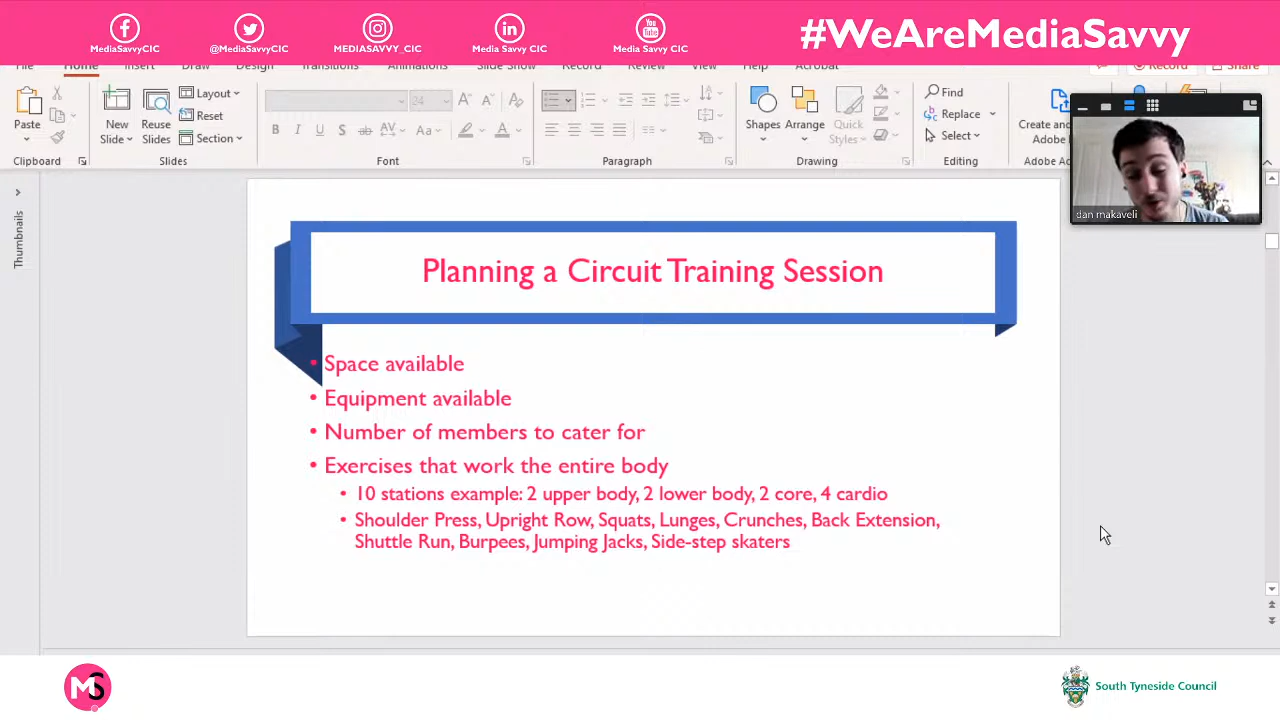 MediaSavvyCIC
@MediaSavvyCIC
MEDIASAVVY_CIC
Media Savvy CIC
You Tube
Media Savvy CIC
#WeAreMediaSavvy
File Home Insert Draw Design Transitions Animations Slide Show Record Review View Help Acrobat Record Share
Paste
New Slide
Reuse Slides
Layout
Reset
Section
24
Shapes
Arrange
Quick Styles
Find
Replace
Select
Create and
Adobe
Clipboard
Slides
Font
Paragraph
Drawing
Editing
Adobe
dan makaveli
Thumbnails
Planning a Circuit Training Session
• Space available
• Equipment available
• Number of members to cater for
• Exercises that work the entire body
• 10 stations example: 2 upper body, 2 lower body, 2 core, 4 cardio
• Shoulder Press, Upright Row, Squats, Lunges, Crunches, Back Extension,
Shuttle Run, Burpees, Jumping Jacks, Side-step skaters
MS
South Tyneside Council